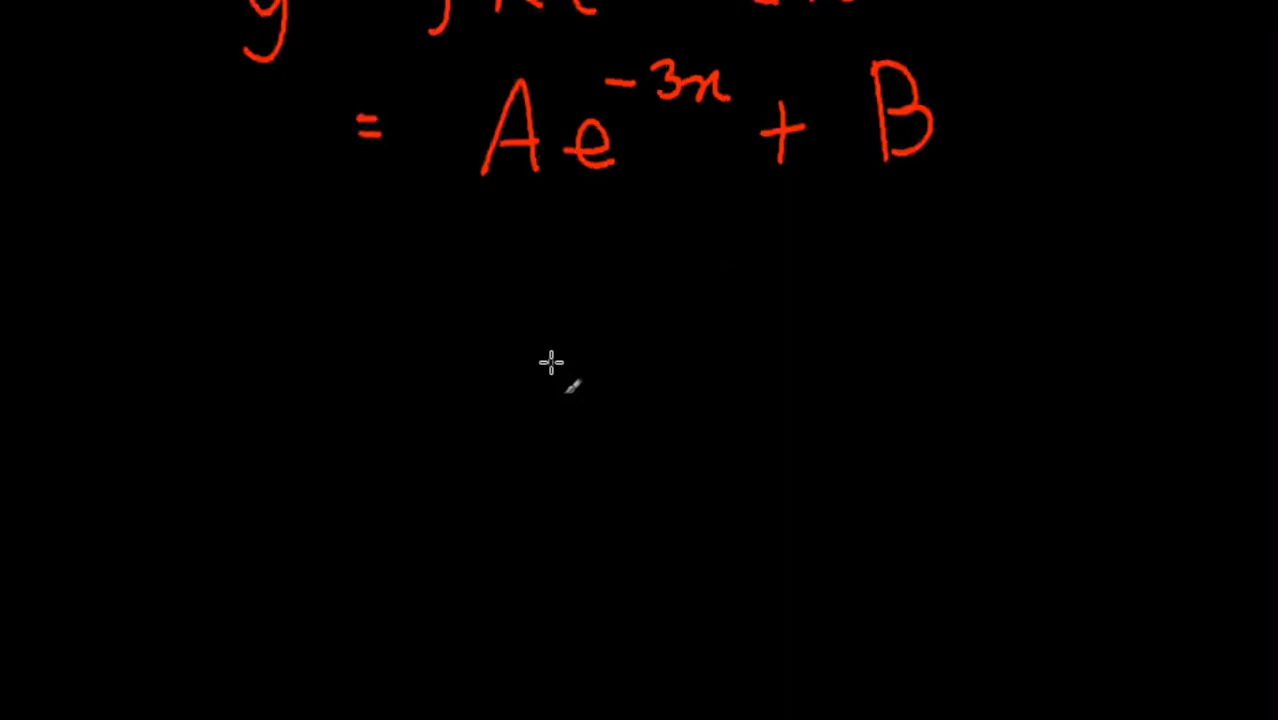 y
= Ae^{-3x} + B